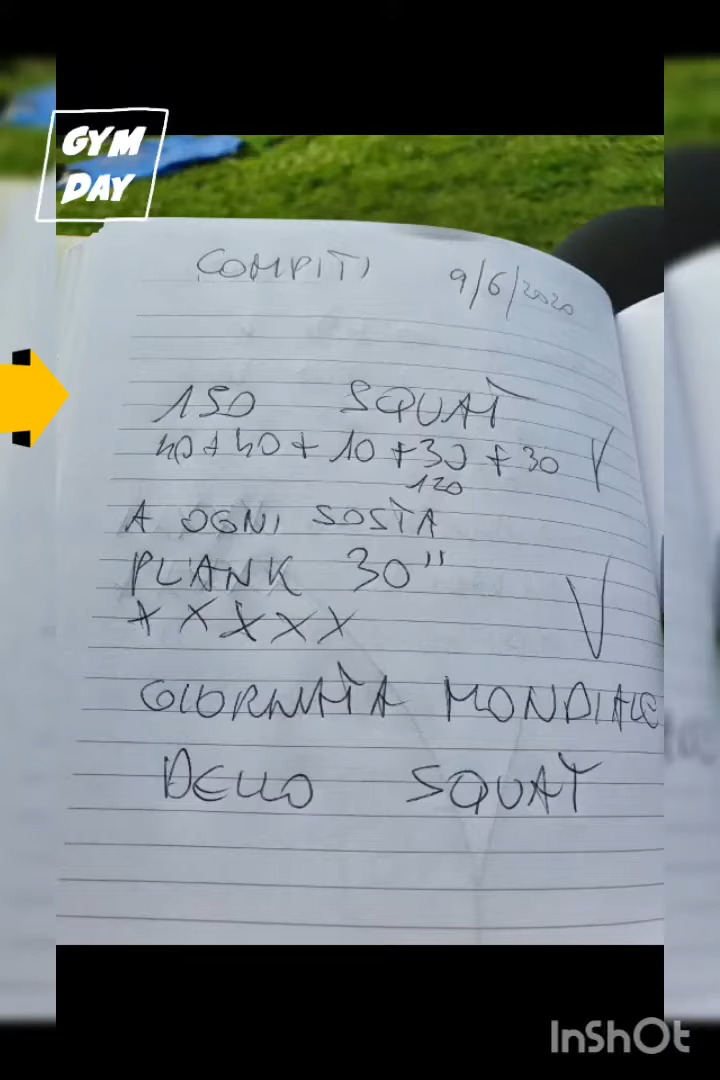 GYM
DAY
COMPITI 9/6/2020
150 SQUAT
40+40+10+30+30 V
120
A OGNI SOSTA
PLANK 30"
X X X X X V
GIORNATA MONDIALE
DELLO SQUAT
InShOt